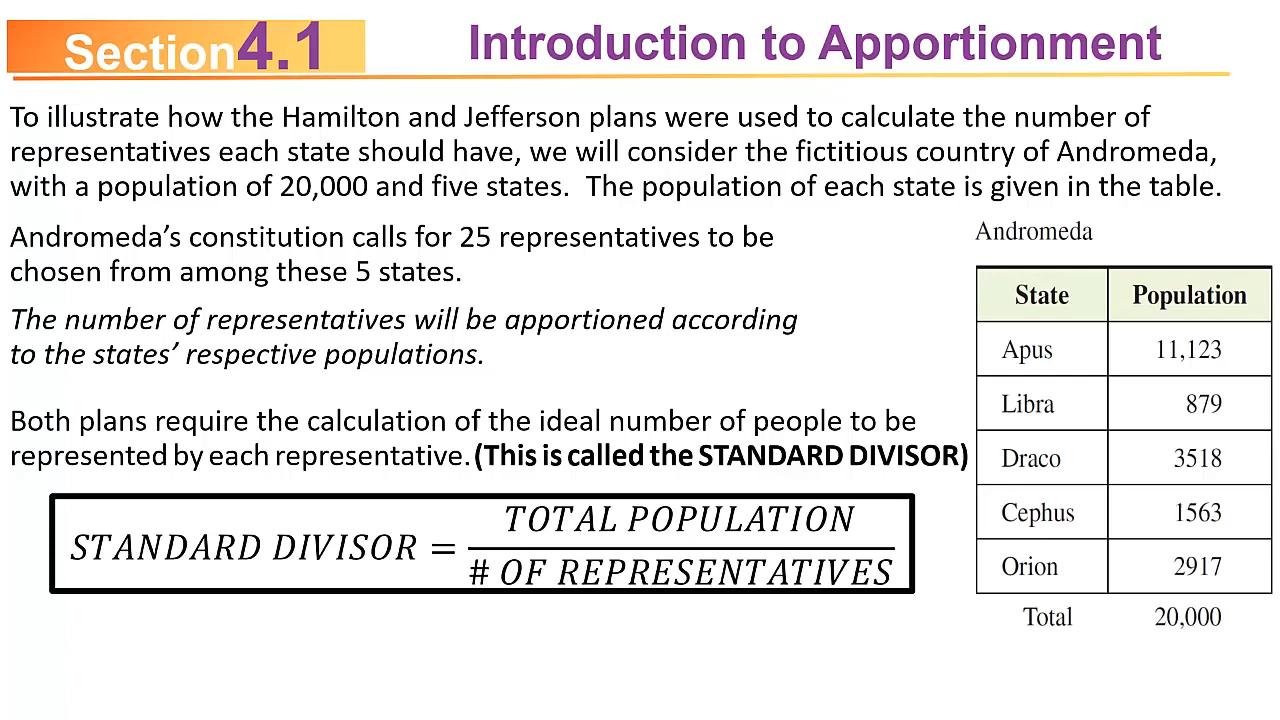 Section 4.1
Introduction to Apportionment
To illustrate how the Hamilton and Jefferson plans were used to calculate the number of
representatives each state should have, we will consider the fictitious country of Andromeda,
with a population of 20,000 and five states. The population of each state is given in the table.
Andromeda’s constitution calls for 25 representatives to be
chosen from among these 5 states.
The number of representatives will be apportioned according
to the states’ respective populations.
Both plans require the calculation of the ideal number of people to be
represented by each representative. (This is called the STANDARD DIVISOR)
STANDARD DIVISOR = TOTAL POPULATION
# OF REPRESENTATIVES
Andromeda
State Population
Apus 11,123
Libra 879
Draco 3518
Cephus 1563
Orion 2917
Total 20,000